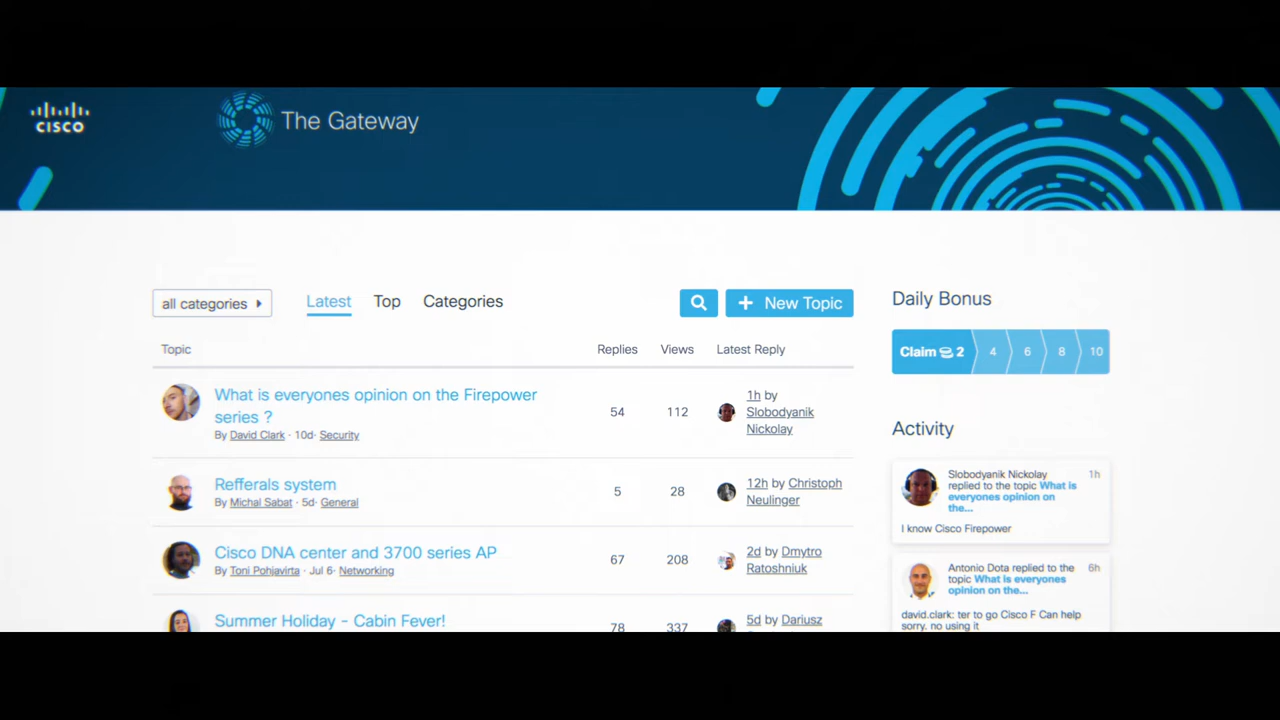 CISCO
The Gateway
all categories
Latest
Top
Categories
New Topic
Topic
Replies
Views
Latest Reply
What is everyones opinion on the Firepower
series ?
By David Clark · 10d· Security
54
112
1h by
Slobodyanik
Nickolay
Refferals system
By Michal Sabat · 5d· General
5
28
12h by Christoph
Neulinger
Cisco DNA center and 3700 series AP
By Toni Pohjavirta · Jul 6· Networking
67
208
2d by Dmytro
Ratoshniuk
Summer Holiday - Cabin Fever!
78
337
5d by Dariusz
Daily Bonus
Claim 2
4
6
8
10
Activity
Slobodyanik Nickolay
replied to the topic What is
everyones opinion on
the...
1h
I know Cisco Firepower
Antonio Dota replied to the
topic What is everyones
opinion on the...
6h
david.clark: ter to go Cisco F Can help
sorry. no using it